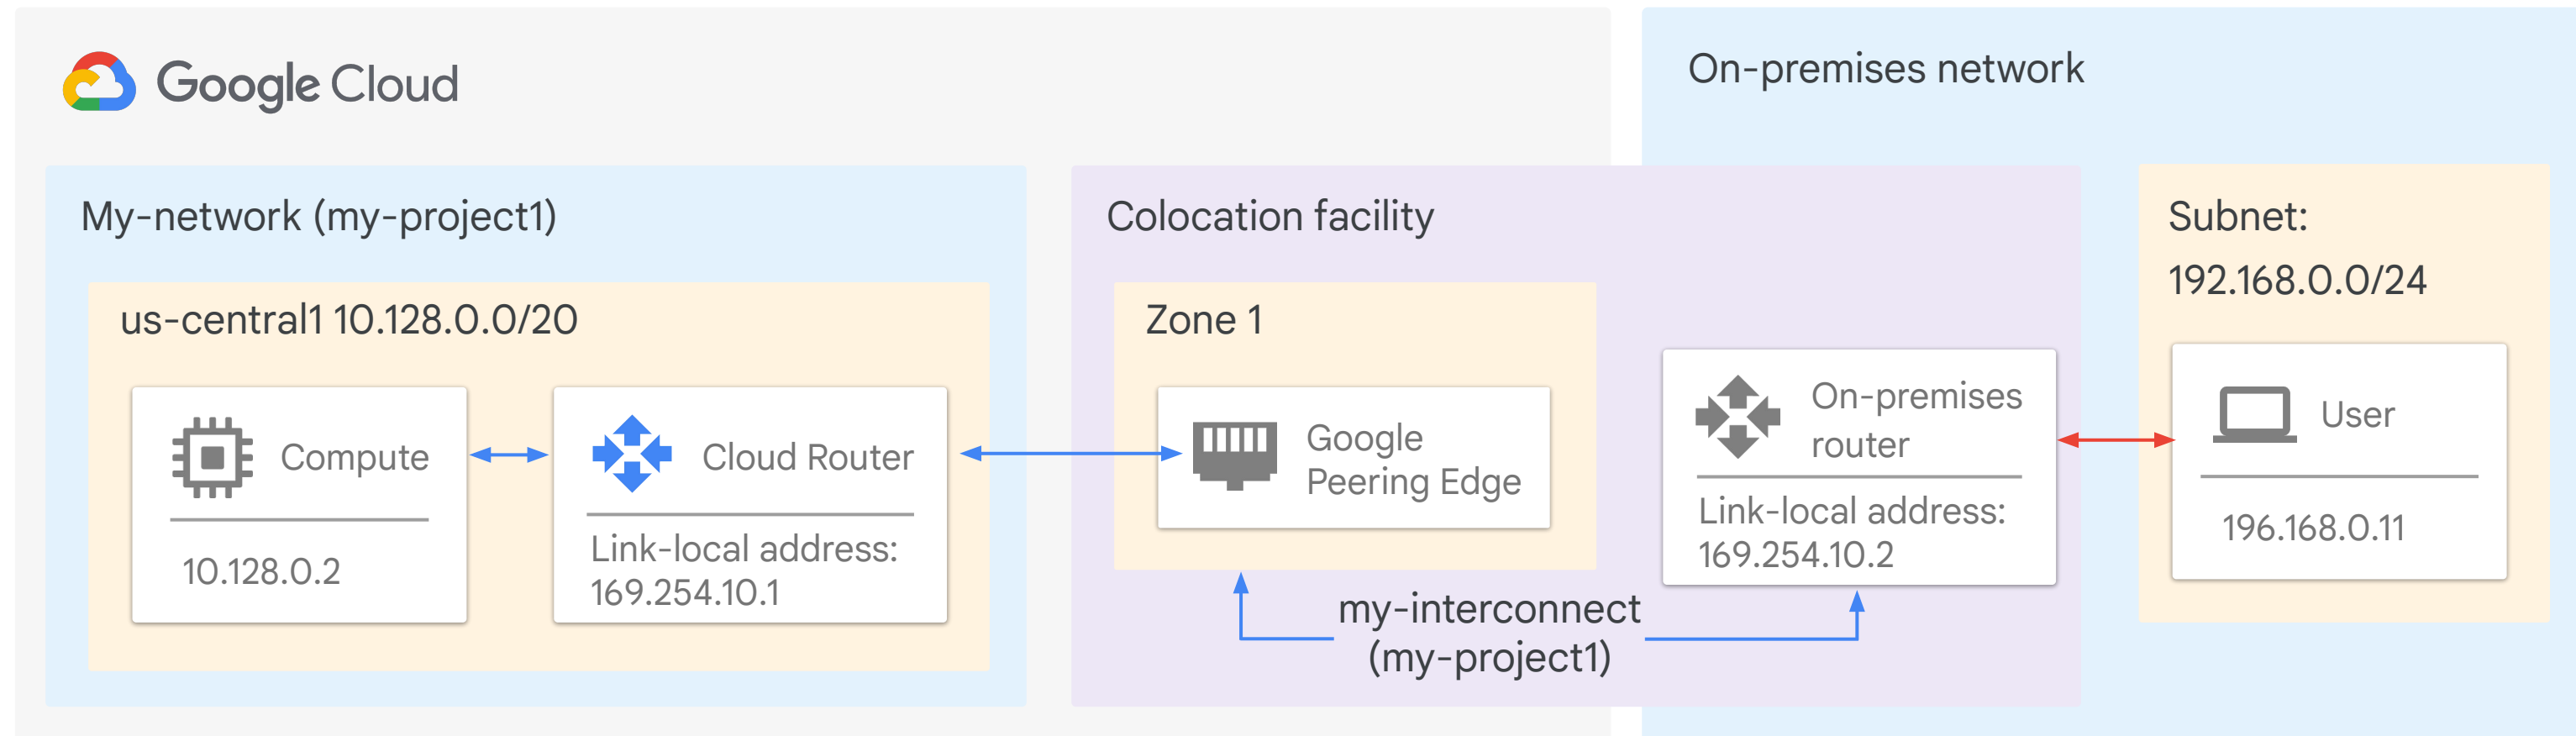 Google Cloud
On-premises network
My-network (my-project1)
us-central1 10.128.0.0/20
Compute
10.128.0.2
Cloud Router
Link-local address:
169.254.10.1
Colocation facility
Zone 1
Google
Peering Edge
my-interconnect
(my-project1)
On-premises
router
Link-local address:
169.254.10.2
Subnet:
192.168.0.0/24
User
196.168.0.11